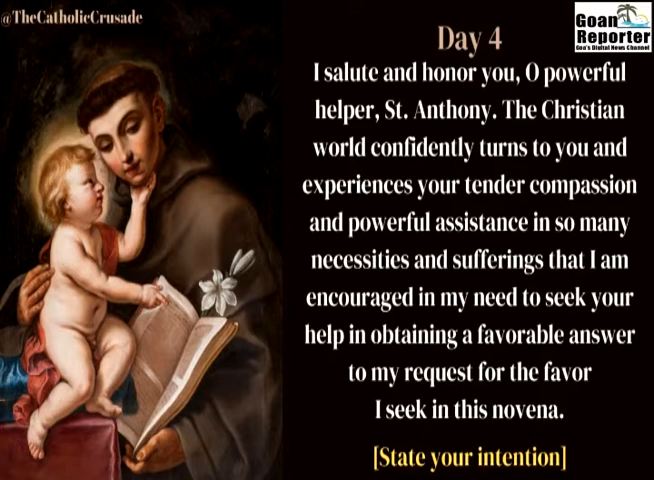 @TheCatholicCrusade
Goan
Reporter
Goa's Digital News Channel
Day 4
I salute and honor you, O powerful
helper, St. Anthony. The Christian
world confidently turns to you and
experiences your tender compassion
and powerful assistance in so many
necessities and sufferings that I am
encouraged in my need to seek your
help in obtaining a favorable answer
to my request for the favor
I seek in this novena.
[State your intention]